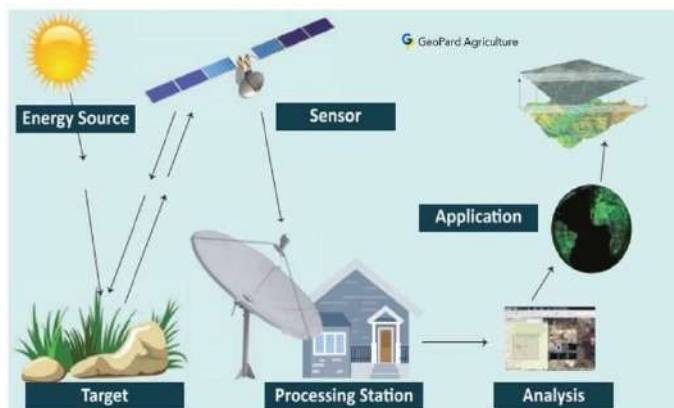 GeoPard Agriculture
Energy Source
Sensor
Application
Target
Processing Station
Analysis